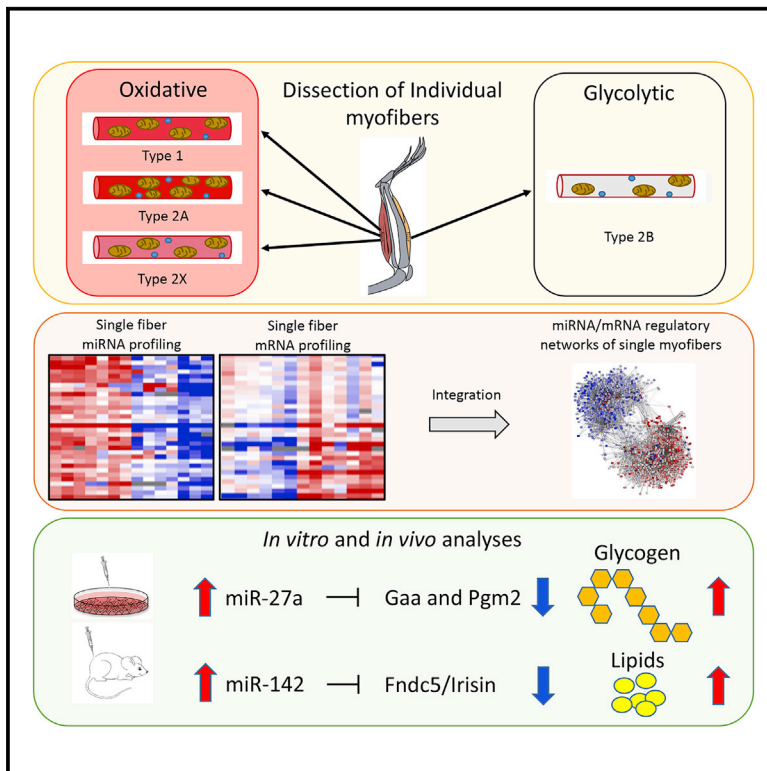 Oxidative
Dissection of Individual
myofibers
Glycolytic
Type 1
Type 2A
Type 2X
Type 2B
Single fiber
miRNA profiling
Single fiber
mRNA profiling
miRNA/mRNA regulatory
networks of single myofibers
Integration
In vitro and in vivo analyses
miR-27a
Gaa and Pgm2
Glycogen
miR-142
Fndc5/Irisin
Lipids